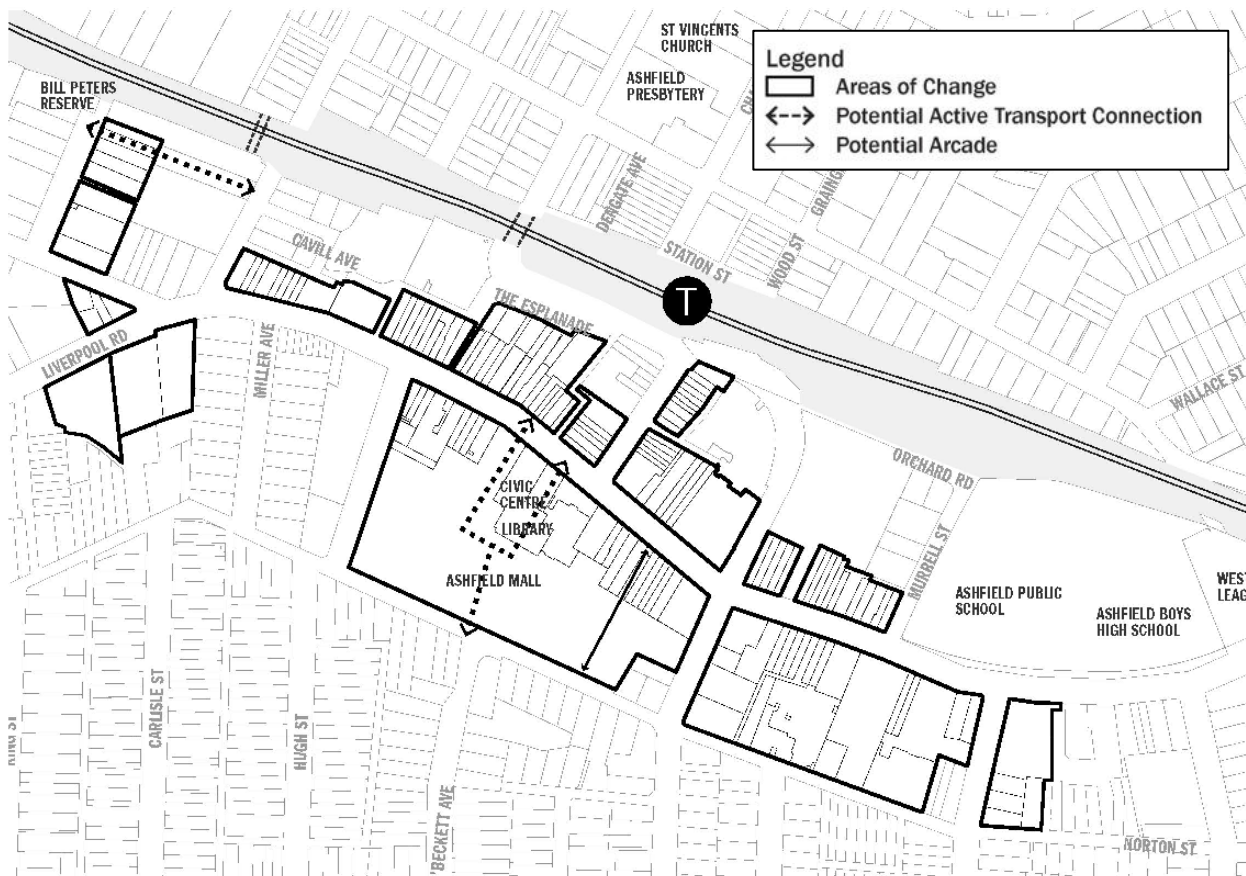 ST VINCENTS
CHURCH
ASHFIELD
PRESBYTERY
Legend
Areas of Change
Potential Active Transport Connection
Potential Arcade
BILL PETERS
RESERVE
DERGATE AVE
STATION ST
WOOD ST
CAVILL AVE
THE ESPLANADE
T
WALLACE ST
LIVERPOOL RD
MILLER AVE
ORCHARD RD
MURRELL ST
CIVIC
CENTRE
LIBRARY
ASHFIELD MALL
ASHFIELD PUBLIC
SCHOOL
ASHFIELD BOYS
HIGH SCHOOL
WEST
LEAG
KING ST
CARLISLE ST
HUGH ST
BECKETT AVE
NORTON ST